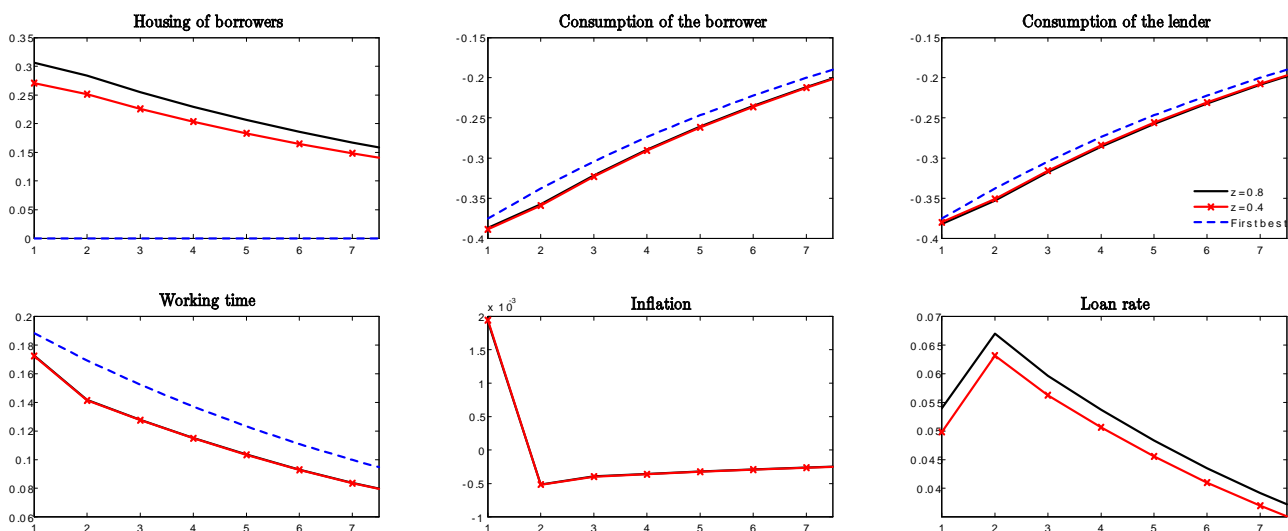 Housing of borrowers
0.35
0.3
0.25
0.2
0.15
0.1
0.05
0
1 2 3 4 5 6 7
Consumption of the borrower
-0.15
-0.2
-0.25
-0.3
-0.35
-0.4
1 2 3 4 5 6 7
Consumption of the lender
-0.15
-0.2
-0.25
-0.3
-0.35
-0.4
z=0.8
z=0.4
First best
1 2 3 4 5 6 7
Working time
0.2
0.18
0.16
0.14
0.12
0.1
0.08
0.06
1 2 3 4 5 6 7
Inflation
x 10^-3
2
1.5
1
0.5
0
-0.5
-1
1 2 3 4 5 6 7
Loan rate
0.07
0.065
0.06
0.055
0.05
0.045
0.04
1 2 3 4 5 6 7